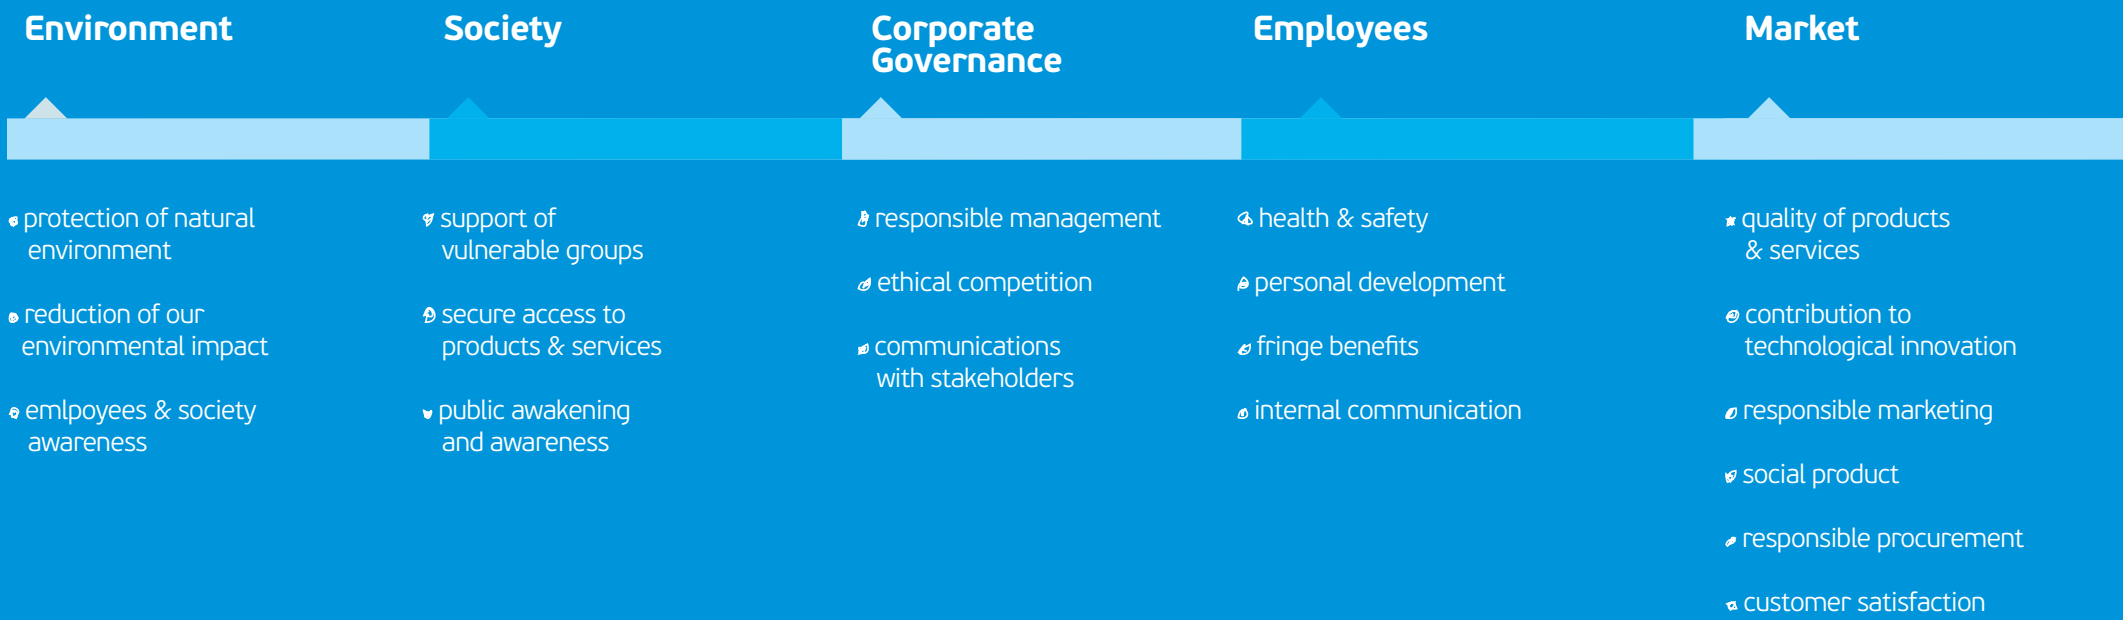 Environment
protection of natural
environment
reduction of our
environmental impact
emlpoyees & society
awareness
Society
support of
vulnerable groups
secure access to
products & services
public awakening
and awareness
Corporate
Governance
responsible management
ethical competition
communications
with stakeholders
Employees
health & safety
personal development
fringe benefits
internal communication
Market
quality of products
& services
contribution to
technological innovation
responsible marketing
social product
responsible procurement
customer satisfaction